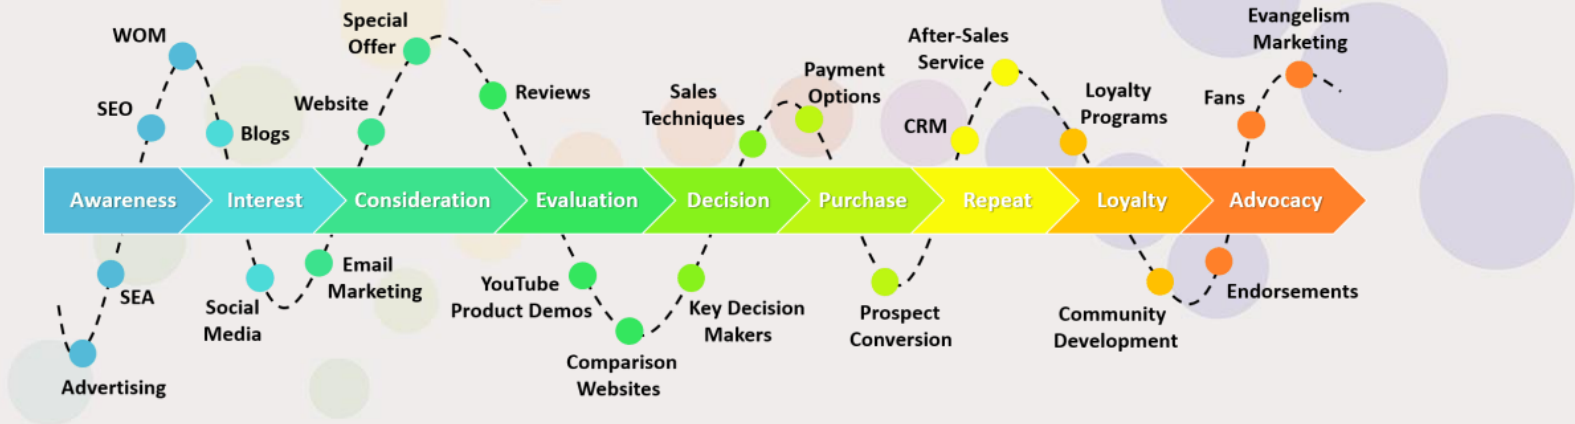 WOM
SEO
Blogs
Special
Offer
Website
Reviews
Sales
Techniques
Payment
Options
After-Sales
Service
CRM
Loyalty
Programs
Evangelism
Marketing
Fans
Awareness
Interest
Consideration
Evaluation
Decision
Purchase
Repeat
Loyalty
Advocacy
SEA
Advertising
Social
Media
Email
Marketing
YouTube
Product Demos
Comparison
Websites
Key Decision
Makers
Prospect
Conversion
Community
Development
Endorsements